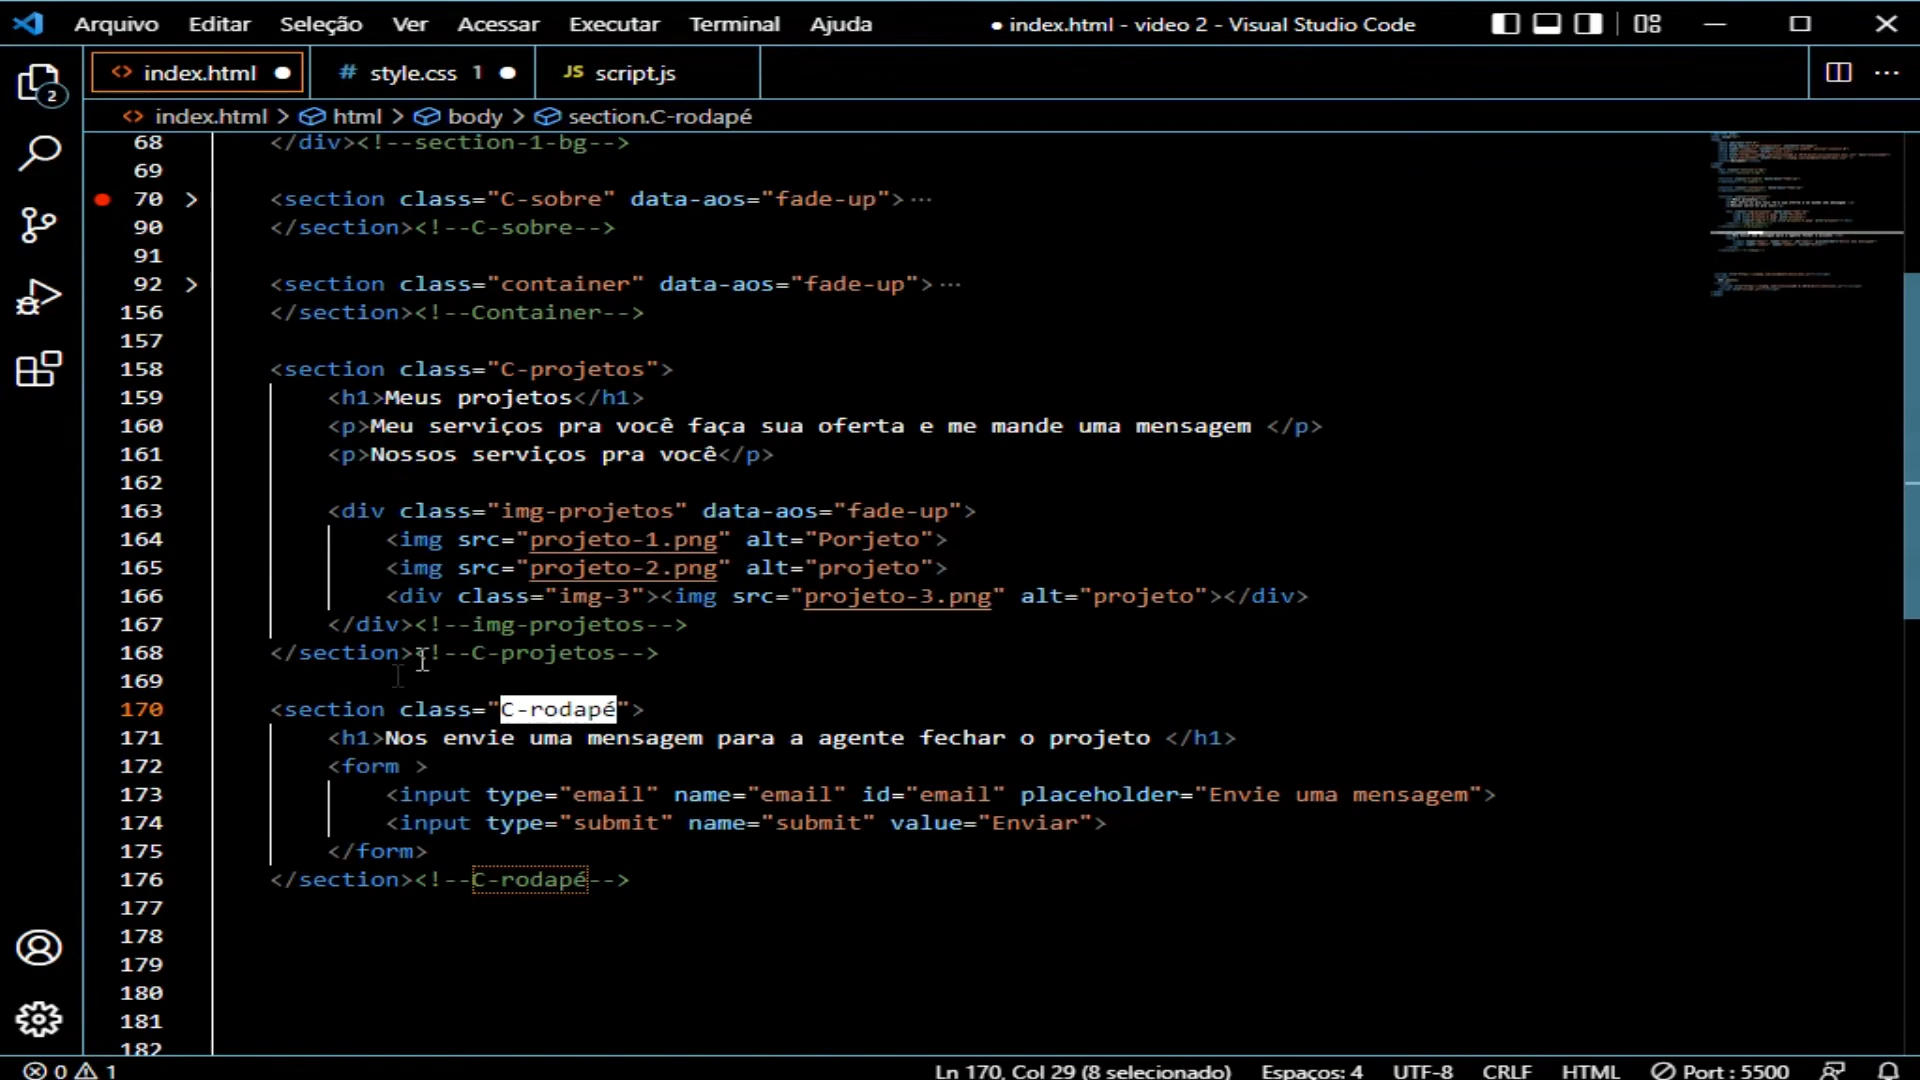 Arquivo Editar Seleção Ver Acessar Executar Terminal Ajuda ● index.html - video 2 - Visual Studio Code
<> index.html ● # style.css 1 ● JS script.js ···
2
<> index.html > html > body > section.C-rodapé
68 </div><!--section-1-bg-->
69
70 > <section class="C-sobre" data-aos="fade-up">···
90 </section><!--C-sobre-->
91
92 > <section class="container" data-aos="fade-up">···
156 </section><!--Container-->
157
158 <section class="C-projetos">
159 <h1>Meus projetos</h1>
160 <p>Meu serviços pra você faça sua oferta e me mande uma mensagem </p>
161 <p>Nossos serviços pra você</p>
162
163 <div class="img-projetos" data-aos="fade-up">
164 <img src="projeto-1.png" alt="Porjeto">
165 <img src="projeto-2.png" alt="projeto">
166 <div class="img-3"><img src="projeto-3.png" alt="projeto"></div>
167 </div><!--img-projetos-->
168 </section><!--C-projetos-->
169
170 <section class="C-rodapé">
171 <h1>Nos envie uma mensagem para a agente fechar o projeto </h1>
172 <form >
173 <input type="email" name="email" id="email" placeholder="Envie uma mensagem">
174 <input type="submit" name="submit" value="Enviar">
175 </form>
176 </section><!--C-rodapé-->
177
178
179
180
181
182
0 1 Ln 170, Col 29 (8 selecionado) Espaços: 4 UTF-8 CRLF HTML Port : 5500